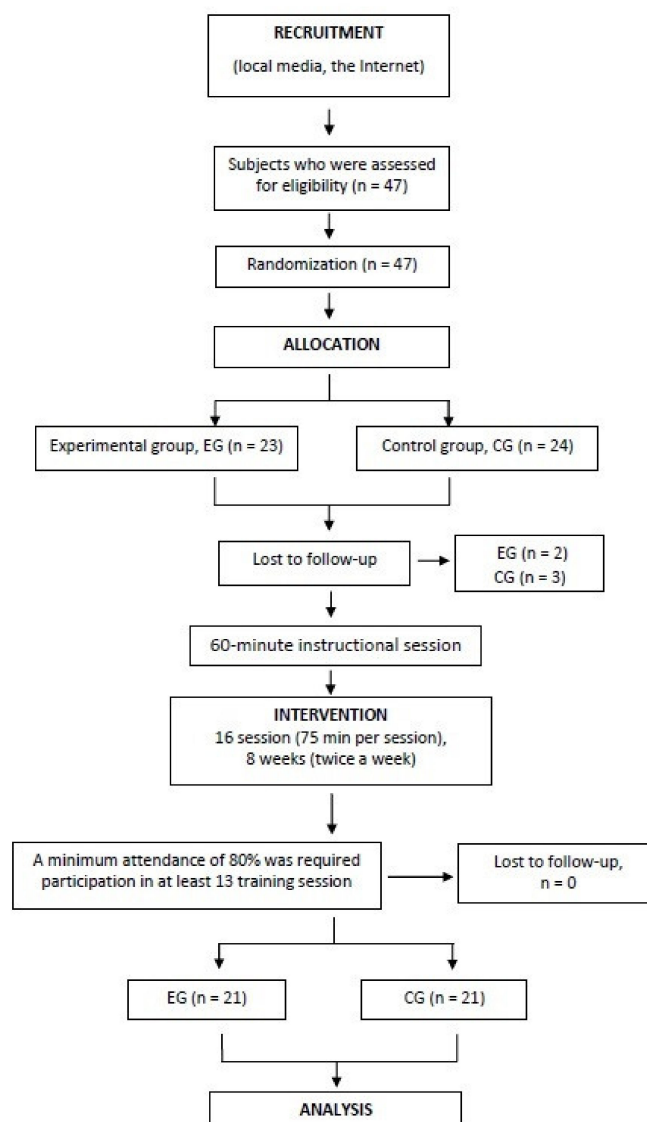 RECRUITMENT
(local media, the Internet)
Subjects who were assessed
for eligibility (n = 47)
Randomization (n = 47)
ALLOCATION
Experimental group, EG (n = 23)
Control group, CG (n = 24)
Lost to follow-up
EG (n = 2)
CG (n = 3)
60-minute instructional session
INTERVENTION
16 session (75 min per session),
8 weeks (twice a week)
A minimum attendance of 80% was required
participation in at least 13 training session
Lost to follow-up,
n = 0
EG (n = 21)
CG (n = 21)
ANALYSIS